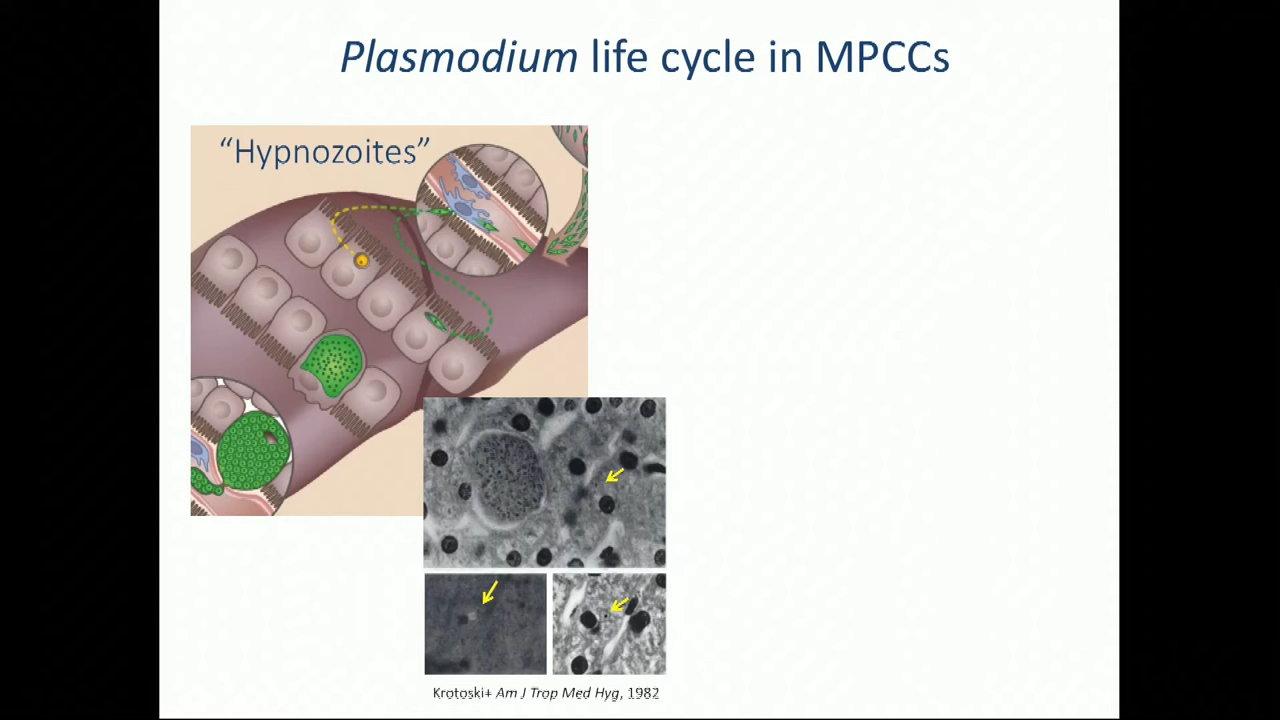 Plasmodium life cycle in MPCCs
“Hypnozoites”
Krotoski+ Am J Trop Med Hyg, 1982